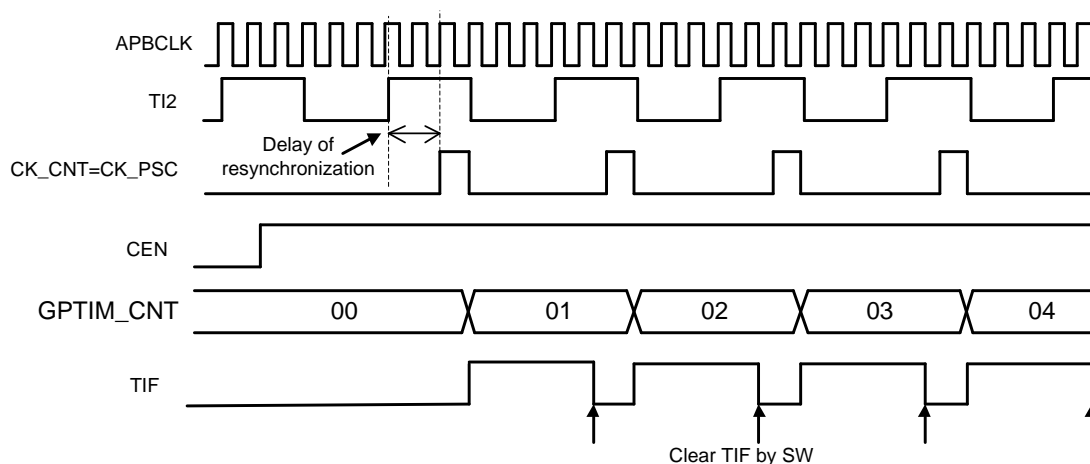 APBCLK
TI2
Delay of
resynchronization
CK_CNT=CK_PSC
CEN
GPTIM_CNT
00 01 02 03 04
TIF
Clear TIF by SW